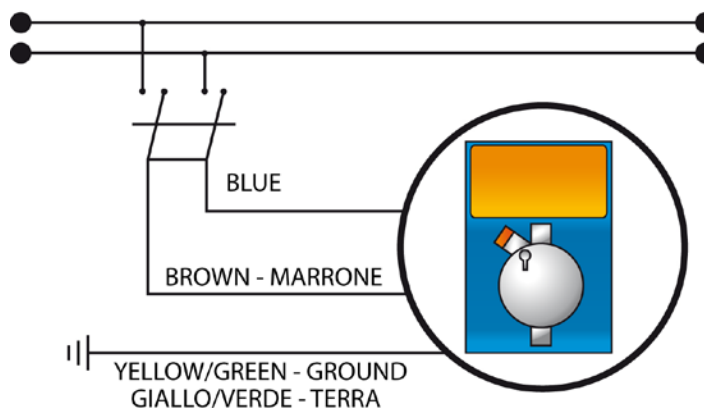 BLUE
BROWN - MARRONE
YELLOW/GREEN - GROUND
GIALLO/VERDE - TERRA